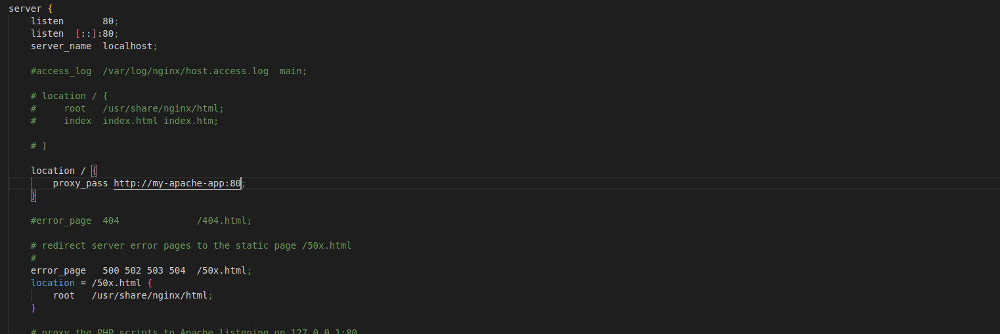 server {
    listen       80;
    listen  [::]:80;
    server_name  localhost;

    #access_log  /var/log/nginx/host.access.log  main;

    # location / {
    #     root   /usr/share/nginx/html;
    #     index  index.html index.htm;

    # }

    location / {
        proxy_pass http://my-apache-app:80;
    }

    #error_page  404              /404.html;

    # redirect server error pages to the static page /50x.html
    #
    error_page   500 502 503 504  /50x.html;
    location = /50x.html {
        root   /usr/share/nginx/html;
    }

    # proxy the PHP scripts to Apache listening on 127.0.0.1:80